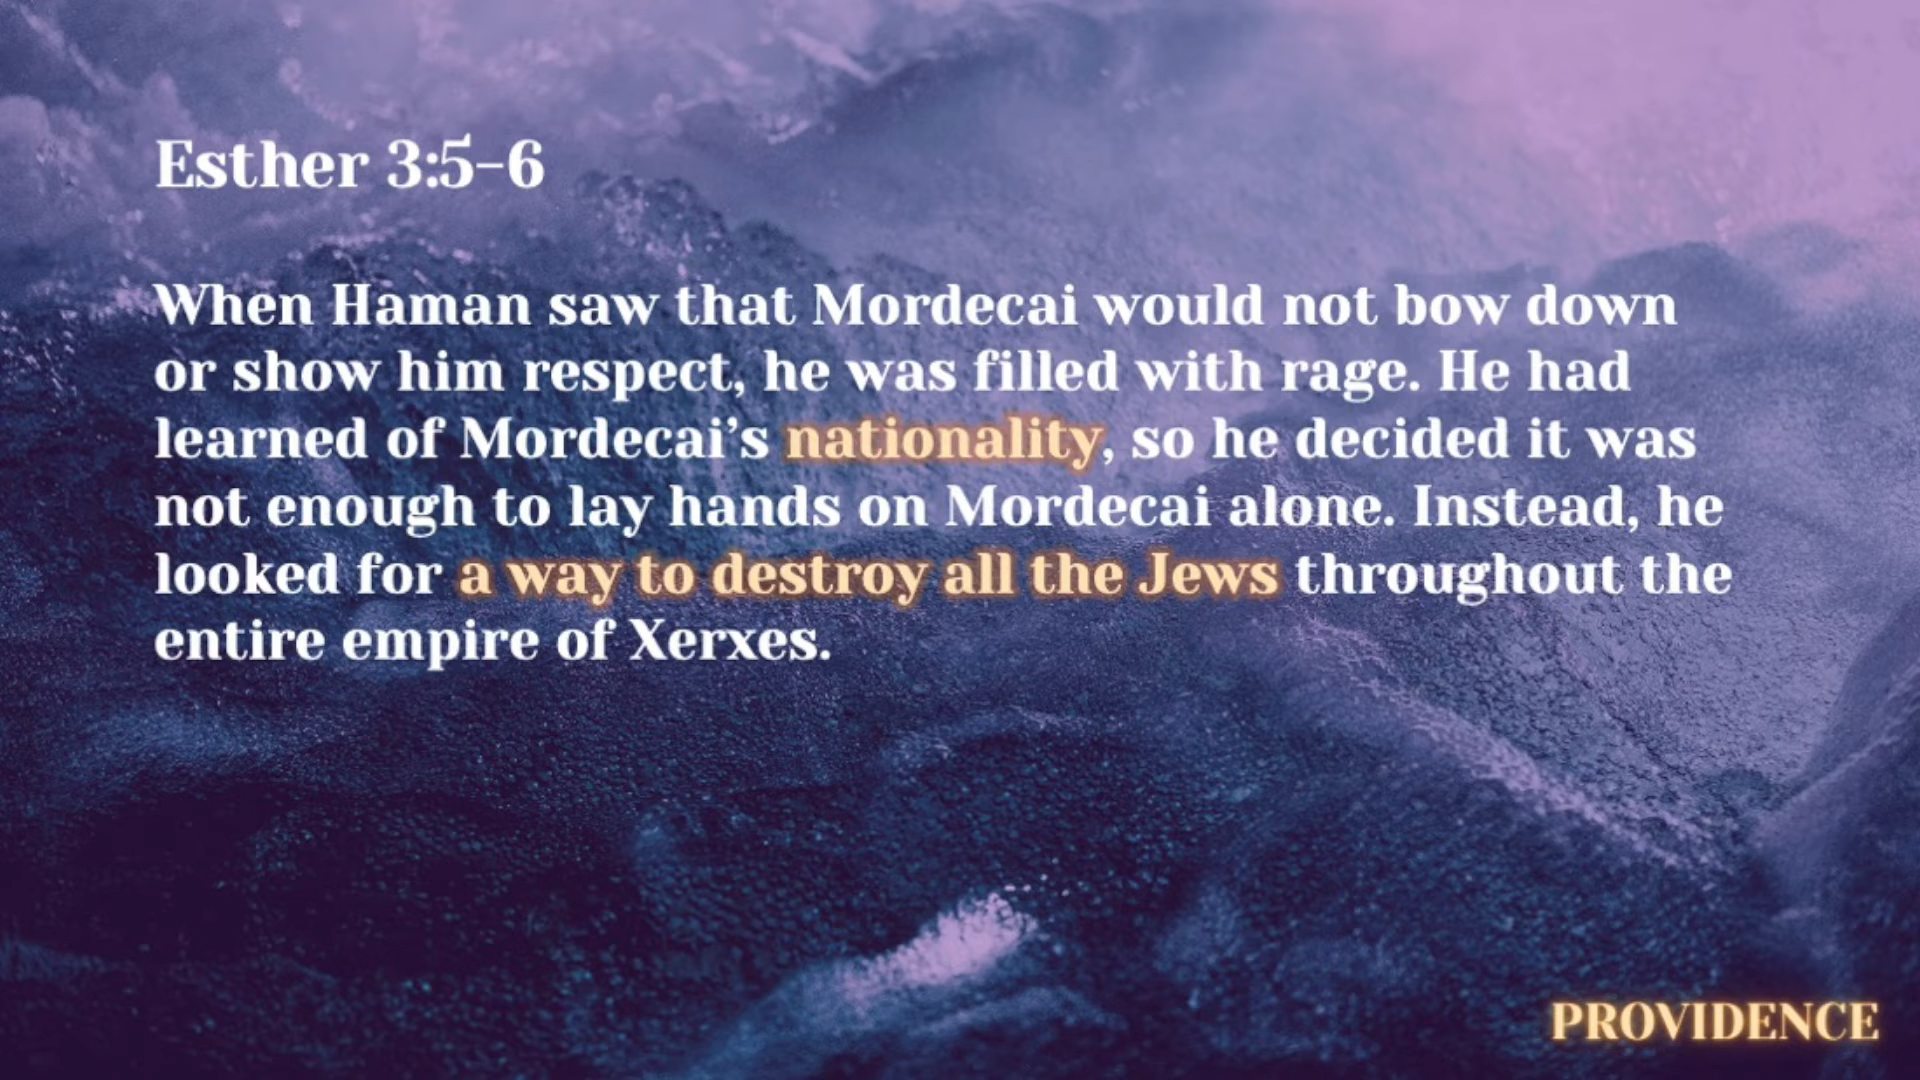 Esther 3:5-6
When Haman saw that Mordecai would not bow down
or show him respect, he was filled with rage. He had
learned of Mordecai’s nationality, so he decided it was
not enough to lay hands on Mordecai alone. Instead, he
looked for a way to destroy all the Jews throughout the
entire empire of Xerxes.
PROVIDENCE